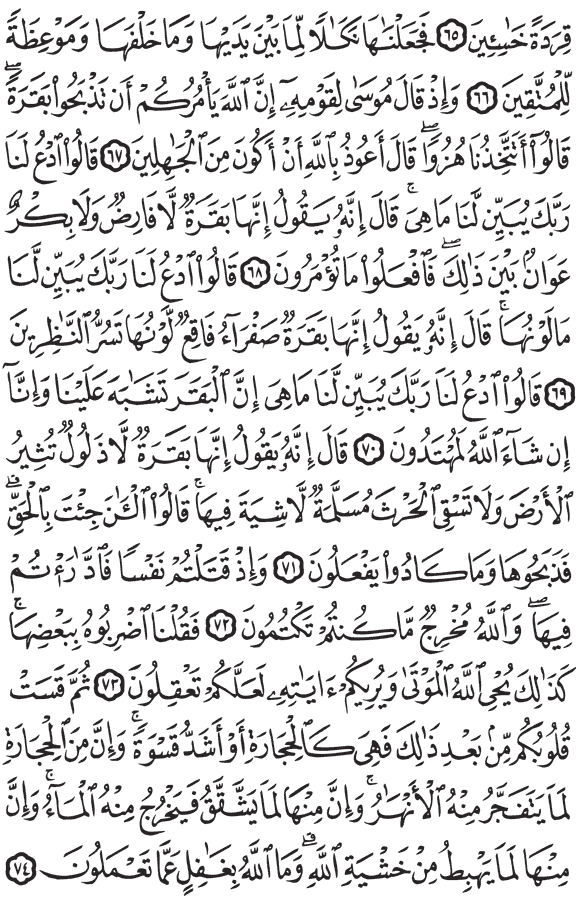 قِرَدَةً خَٰسِـِٔينَ ٦٥ فَجَعَلْنَٰهَا نَكَٰلًا لِّمَا بَيْنَ يَدَيْهَا وَمَا خَلْفَهَا وَمَوْعِظَةً
لِّلْمُتَّقِينَ ٦٦ وَإِذْ قَالَ مُوسَىٰ لِقَوْمِهِۦٓ إِنَّ ٱللَّهَ يَأْمُرُكُمْ أَن تَذْبَحُوا۟ بَقَرَةً ۖ
قَالُوٓا۟ أَتَتَّخِذُنَا هُزُوًا ۖ قَالَ أَعُوذُ بِٱللَّهِ أَنْ أَكُونَ مِنَ ٱلْجَٰهِلِينَ ٦٧ قَالُوا۟ ٱدْعُ لَنَا
رَبَّكَ يُبَيِّن لَّنَا مَا هِىَ ۚ قَالَ إِنَّهُۥ يَقُولُ إِنَّهَا بَقَرَةٌ لَّا فَارِضٌ وَلَا بِكْرٌ
عَوَانٌۢ بَيْنَ ذَٰلِكَ ۖ فَٱفْعَلُوا۟ مَا تُؤْمَرُونَ ٦٨ قَالُوا۟ ٱدْعُ لَنَا رَبَّكَ يُبَيِّن لَّنَا
مَا لَوْنُهَا ۚ قَالَ إِنَّهُۥ يَقُولُ إِنَّهَا بَقَرَةٌ صَفْرَآءُ فَاقِعٌ لَّوْنُهَا تَسُرُّ ٱلنَّٰظِرِينَ
٦٩ قَالُوا۟ ٱدْعُ لَنَا رَبَّكَ يُبَيِّن لَّنَا مَا هِىَ إِنَّ ٱلْبَقَرَ تَشَٰبَهَ عَلَيْنَا وَإِنَّآ
إِن شَآءَ ٱللَّهُ لَمُهْتَدُونَ ٧٠ قَالَ إِنَّهُۥ يَقُولُ إِنَّهَا بَقَرَةٌ لَّا ذَلُولٌ تُثِيرُ
ٱلْأَرْضَ وَلَا تَسْقِى ٱلْحَرْثَ مُسَلَّمَةٌ لَّا شِيَةَ فِيهَا ۚ قَالُوا۟ ٱلْـَٰٔنَ جِئْتَ بِٱلْحَقِّ ۚ
فَذَبَحُوهَا وَمَا كَادُوا۟ يَفْعَلُونَ ٧١ وَإِذْ قَتَلْتُمْ نَفْسًا فَٱدَّٰرَْٰٔتُمْ
فِيهَا ۖ وَٱللَّهُ مُخْرِجٌ مَّا كُنتُمْ تَكْتُمُونَ ٧٢ فَقُلْنَا ٱضْرِبُوهُ بِبَعْضِهَا ۚ
كَذَٰلِكَ يُحْىِ ٱللَّهُ ٱلْمَوْتَىٰ وَيُرِيكُمْ ءَايَٰتِهِۦ لَعَلَّكُمْ تَعْقِلُونَ ٧٣ ثُمَّ قَسَتْ
قُلُوبُكُم مِّنۢ بَعْدِ ذَٰلِكَ فَهِىَ كَٱلْحِجَارَةِ أَوْ أَشَدُّ قَسْوَةً ۚ وَإِنَّ مِنَ ٱلْحِجَارَةِ
لَمَا يَتَفَجَّرُ مِنْهُ ٱلْأَنْهَٰرُ ۚ وَإِنَّ مِنْهَا لَمَا يَشَّقَّقُ فَيَخْرُجُ مِنْهُ ٱلْمَآءُ ۚ وَإِنَّ
مِنْهَا لَمَا يَهْبِطُ مِنْ خَشْيَةِ ٱللَّهِ ۗ وَمَا ٱللَّهُ بِغَٰفِلٍ عَمَّا تَعْمَلُونَ ٧٤